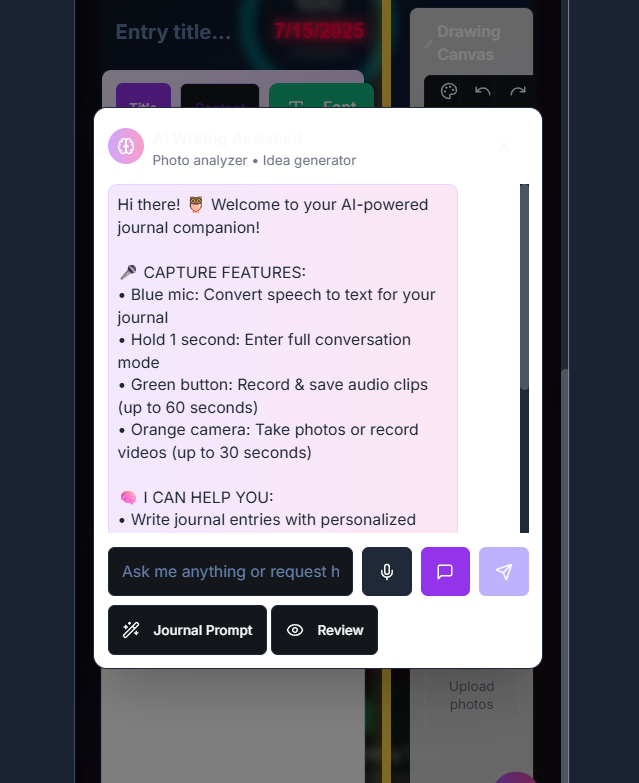 Entry title...
7/15/2025
Drawing
Canvas
Title
Content
Font
AI Writing Assistant
Photo analyzer • Idea generator
Hi there! 🦉 Welcome to your AI-powered
journal companion!
🎤 CAPTURE FEATURES:
• Blue mic: Convert speech to text for your
journal
• Hold 1 second: Enter full conversation
mode
• Green button: Record & save audio clips
(up to 60 seconds)
• Orange camera: Take photos or record
videos (up to 30 seconds)
🧠 I CAN HELP YOU:
• Write journal entries with personalized
Ask me anything or request h
Journal Prompt
Review
Upload
photos